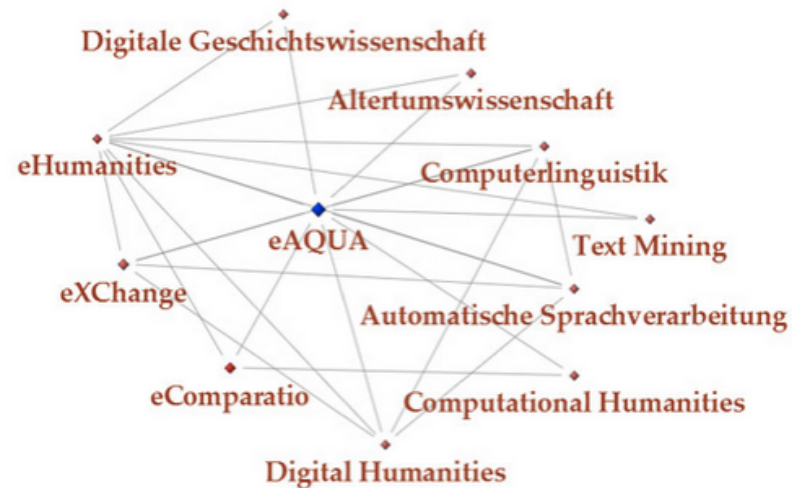 Digitale Geschichtswissenschaft
Altertumswissenschaft
eHumanities
Computerlinguistik
eAQUA
Text Mining
eXChange
Automatische Sprachverarbeitung
eComparatio
Computational Humanities
Digital Humanities